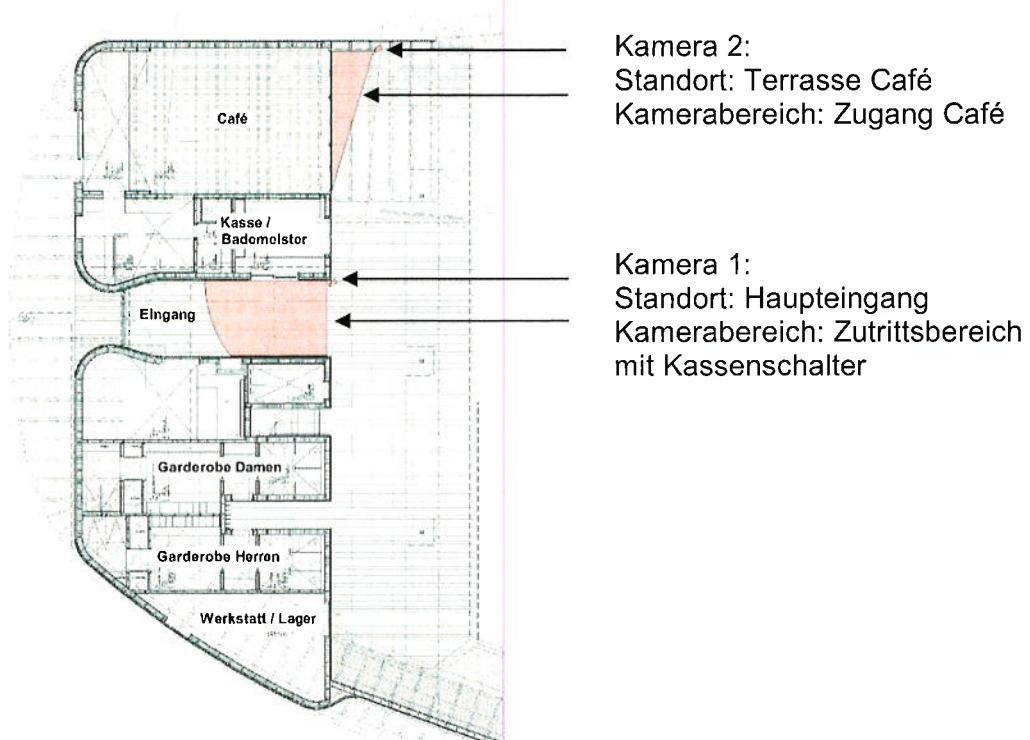 Kamera 2:
Standort: Terrasse Café
Kamerabereich: Zugang Café
Café
Kasse /
Bademeister
Kamera 1:
Standort: Haupteingang
Kamerabereich: Zutrittsbereich
mit Kassenschalter
Eingang
Garderobe Damen
Garderobe Herren
Werkstatt / Lager